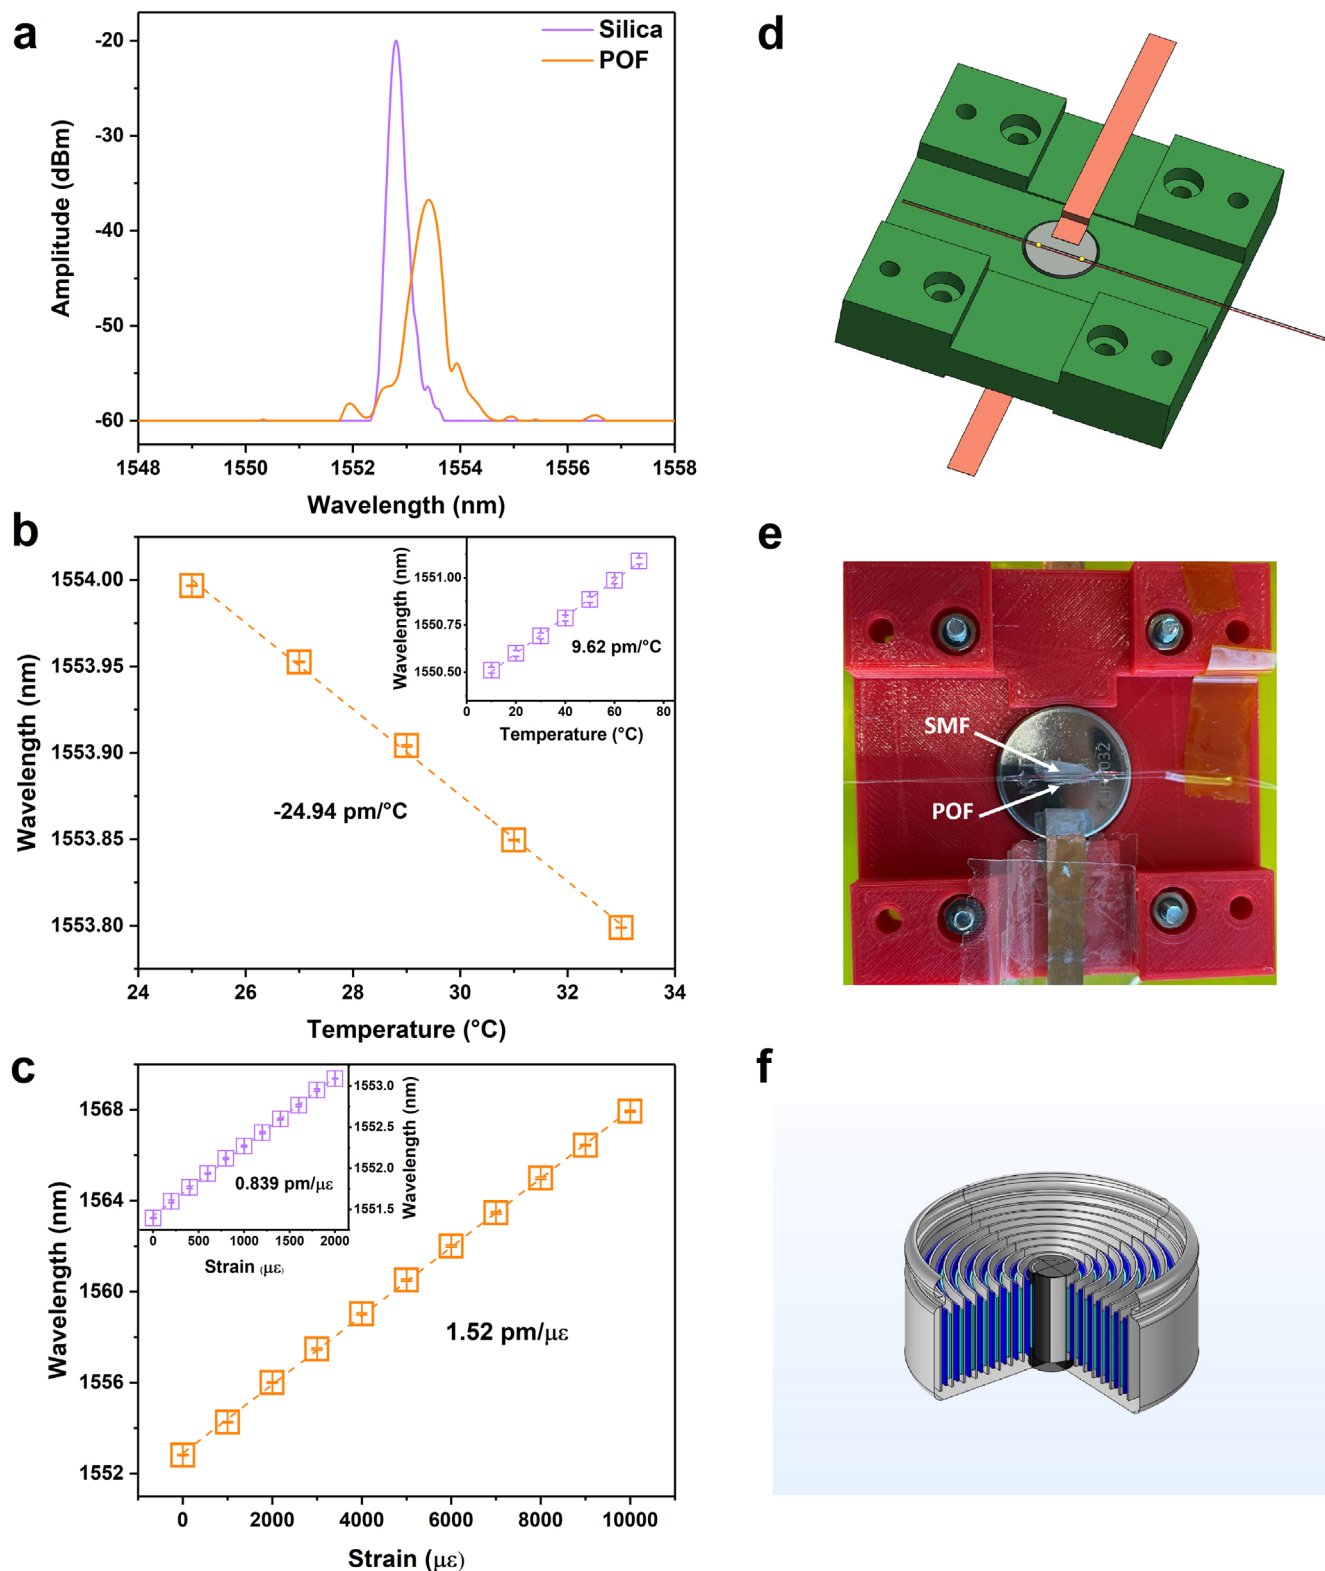 a
Silica
POF
-20
-30
-40
-50
-60
Amplitude (dBm)
1548 1550 1552 1554 1556 1558
Wavelength (nm)
b
1554.00
1553.95
1553.90
1553.85
1553.80
Wavelength (nm)
-24.94 pm/°C
24 26 28 30 32 34
Temperature (°C)
1551.00
1550.75
1550.50
Wavelength (nm)
9.62 pm/°C
0 20 40 60 80
Temperature (°C)
c
1568
1564
1560
1556
1552
Wavelength (nm)
1.52 pm/με
0 2000 4000 6000 8000 10000
Strain (με)
1553.0
1552.5
1552.0
1551.5
Wavelength (nm)
0.839 pm/με
0 500 1000 1500 2000
Strain (με)
d
e
SMF
POF
f